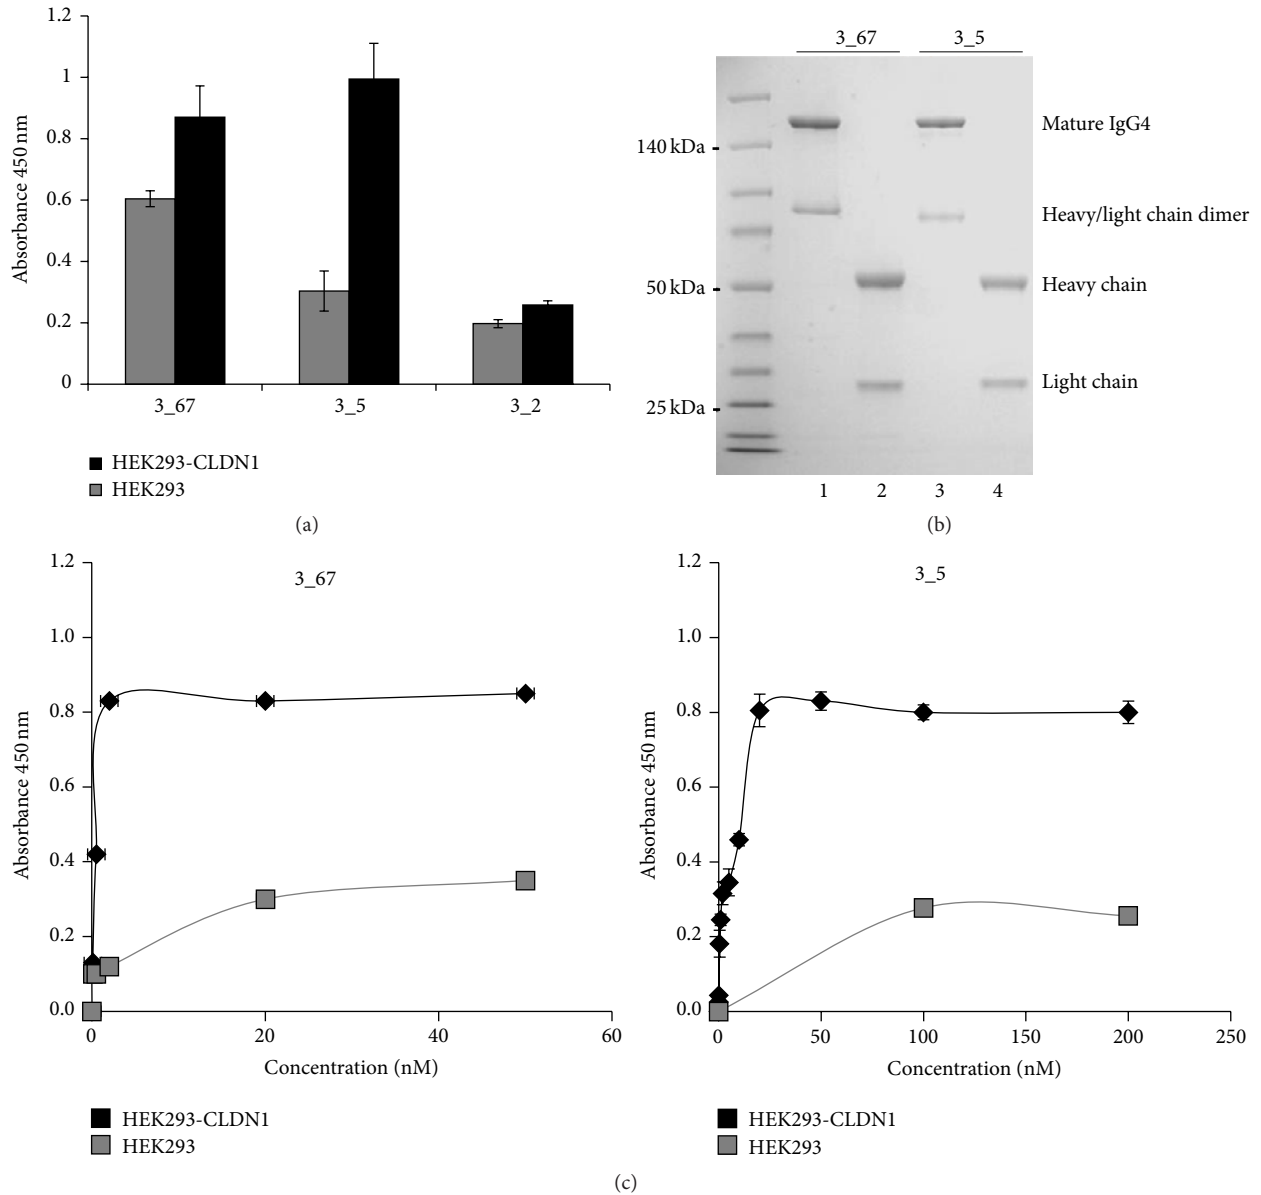 1.2
1
0.8
0.6
0.4
0.2
0
Absorbance 450 nm
3_67
3_5
3_2
HEK293-CLDN1
HEK293
(a)
3_67
3_5
140 kDa
50 kDa
25 kDa
Mature IgG4
Heavy/light chain dimer
Heavy chain
Light chain
1
2
3
4
(b)
3_67
1.2
1.0
0.8
0.6
0.4
0.2
0.0
Absorbance 450 nm
0
20
40
60
Concentration (nM)
HEK293-CLDN1
HEK293
3_5
1.2
1.0
0.8
0.6
0.4
0.2
0.0
Absorbance 450 nm
0
50
100
150
200
250
Concentration (nM)
HEK293-CLDN1
HEK293
(c)